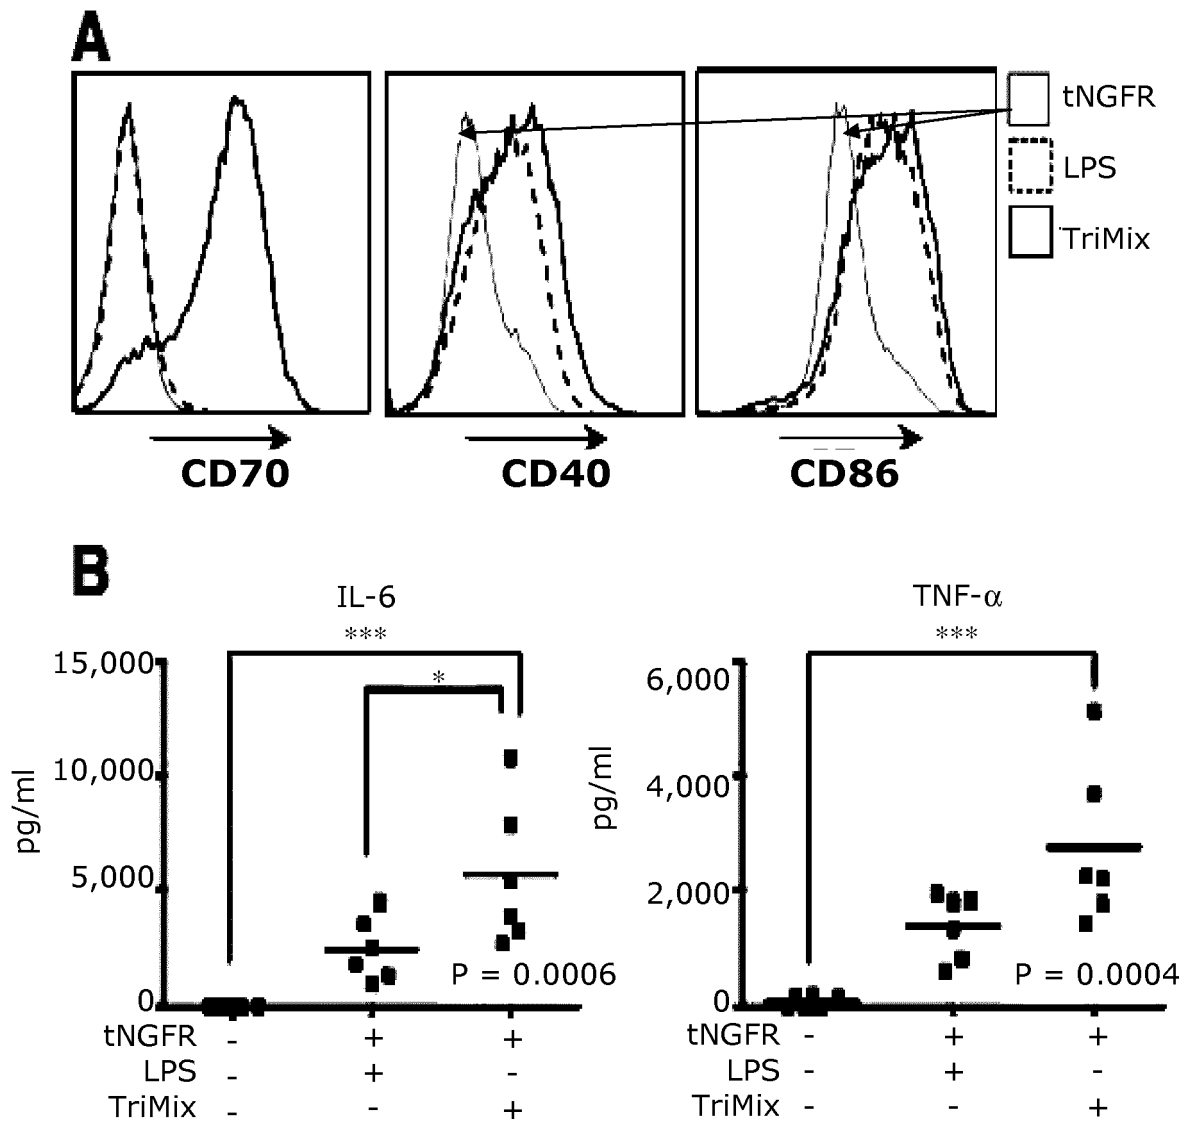 A
tNGFR
LPS
TriMix
CD70 CD40 CD86
B
IL-6 TNF-α
*** ***
*
15,000 6,000
10,000 4,000
5,000 2,000
0 0
pg/ml pg/ml
P = 0.0006 P = 0.0004
tNGFR - + + tNGFR - + +
LPS - + - LPS - + -
TriMix - - + TriMix - - +